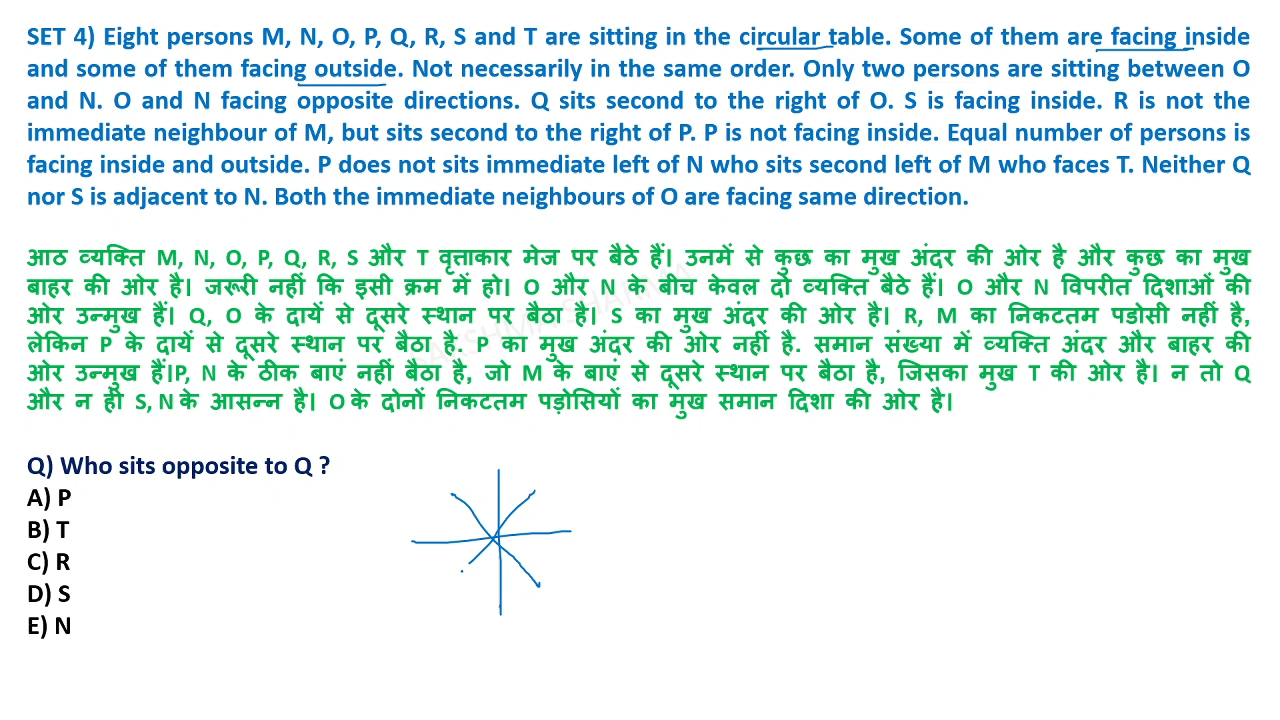 SET 4) Eight persons M, N, O, P, Q, R, S and T are sitting in the circular table. Some of them are facing inside
and some of them facing outside. Not necessarily in the same order. Only two persons are sitting between O
and N. O and N facing opposite directions. Q sits second to the right of O. S is facing inside. R is not the
immediate neighbour of M, but sits second to the right of P. P is not facing inside. Equal number of persons is
facing inside and outside. P does not sits immediate left of N who sits second left of M who faces T. Neither Q
nor S is adjacent to N. Both the immediate neighbours of O are facing same direction.
आठ व्यक्ति M, N, O, P, Q, R, S और T वृत्ताकार मेज पर बैठे हैं। उनमें से कुछ का मुख अंदर की ओर है और कुछ का मुख
बाहर की ओर है। जरूरी नहीं कि इसी क्रम में हो। O और N के बीच केवल दो व्यक्ति बैठे हैं। O और N विपरीत दिशाओं की
ओर उन्मुख हैं। Q, O के दायें से दूसरे स्थान पर बैठा है। S का मुख अंदर की ओर है। R, M का निकटतम पडोसी नहीं है,
लेकिन P के दायें से दूसरे स्थान पर बैठा है. P का मुख अंदर की ओर नहीं है. समान संख्या में व्यक्ति अंदर और बाहर की
ओर उन्मुख हैं।P, N के ठीक बाएं नहीं बैठा है, जो M के बाएं से दूसरे स्थान पर बैठा है, जिसका मुख T की ओर है। न तो Q
और न ही S, N के आसन्न है। O के दोनों निकटतम पड़ोसियों का मुख समान दिशा की ओर है।
Q) Who sits opposite to Q ?
A) P
B) T
C) R
D) S
E) N